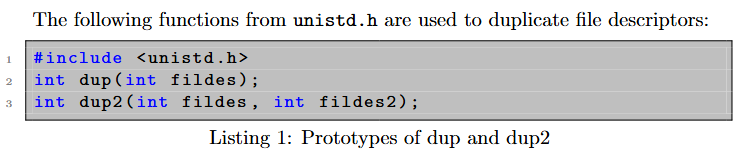 The following functions from unistd.h are used to duplicate file descriptors:
1 #include <unistd.h>
2 int dup(int fildes);
3 int dup2(int fildes, int fildes2);
Listing 1: Prototypes of dup and dup2